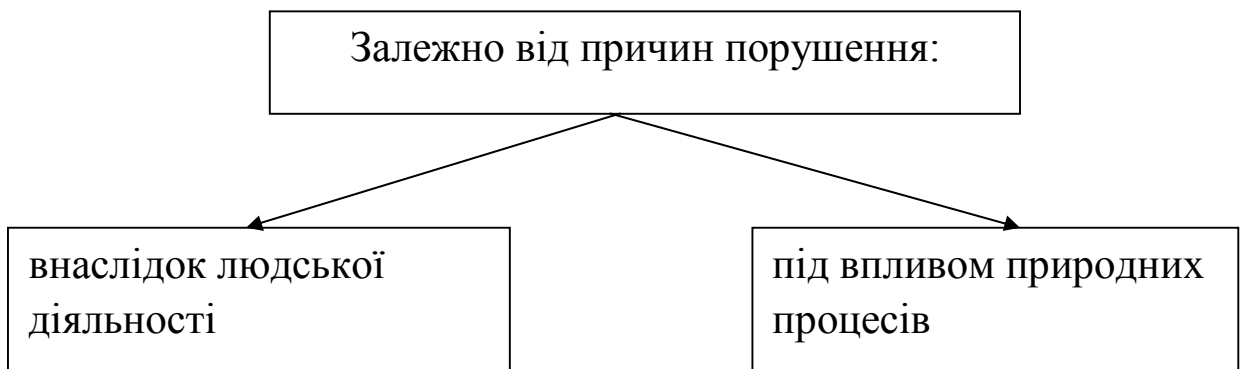 Залежно від причин порушення:
внаслідок людської
діяльності
під впливом природних
процесів